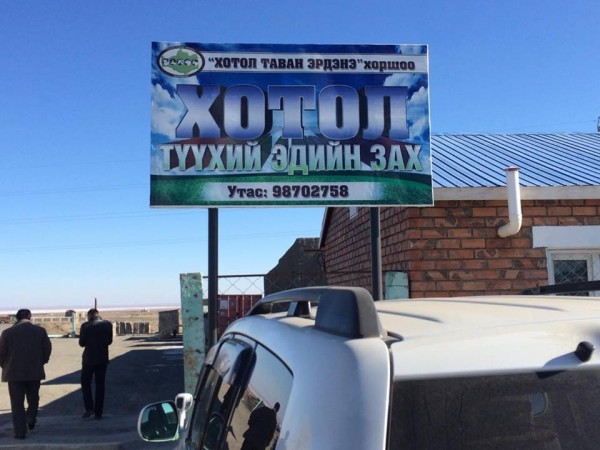 "ХОТОЛ ТАВАН ЭРДЭНЭ" хоршоо
ХОТОЛ
ТҮҮХИЙ ЭДИЙН ЗАХ
Утас: 98702758